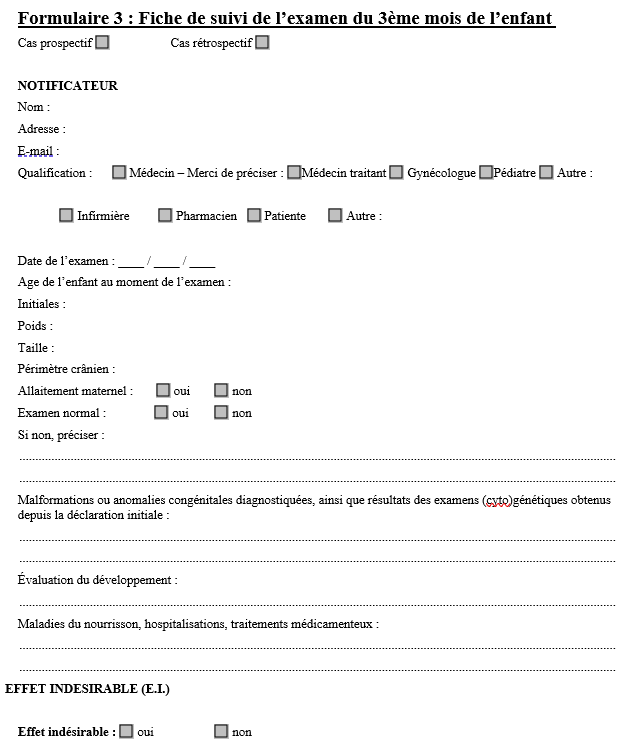 Formulaire 3 : Fiche de suivi de l’examen du 3ème mois de l’enfant
Cas prospectif Cas rétrospectif
NOTIFICATEUR
Nom :
Adresse :
E-mail :
Qualification : Médecin – Merci de préciser : Médecin traitant Gynécologue Pédiatre Autre :
Infirmière Pharmacien Patiente Autre :
Date de l’examen : ____ / ____ / ____
Age de l’enfant au moment de l’examen :
Initiales :
Poids :
Taille :
Périmètre crânien :
Allaitement maternel : oui non
Examen normal : oui non
Si non, préciser :
Malformations ou anomalies congénitales diagnostiquées, ainsi que résultats des examens (cyto)génétiques obtenus
depuis la déclaration initiale :
Évaluation du développement :
Maladies du nourrisson, hospitalisations, traitements médicamenteux :
EFFET INDESIRABLE (E.I.)
Effet indésirable : oui non